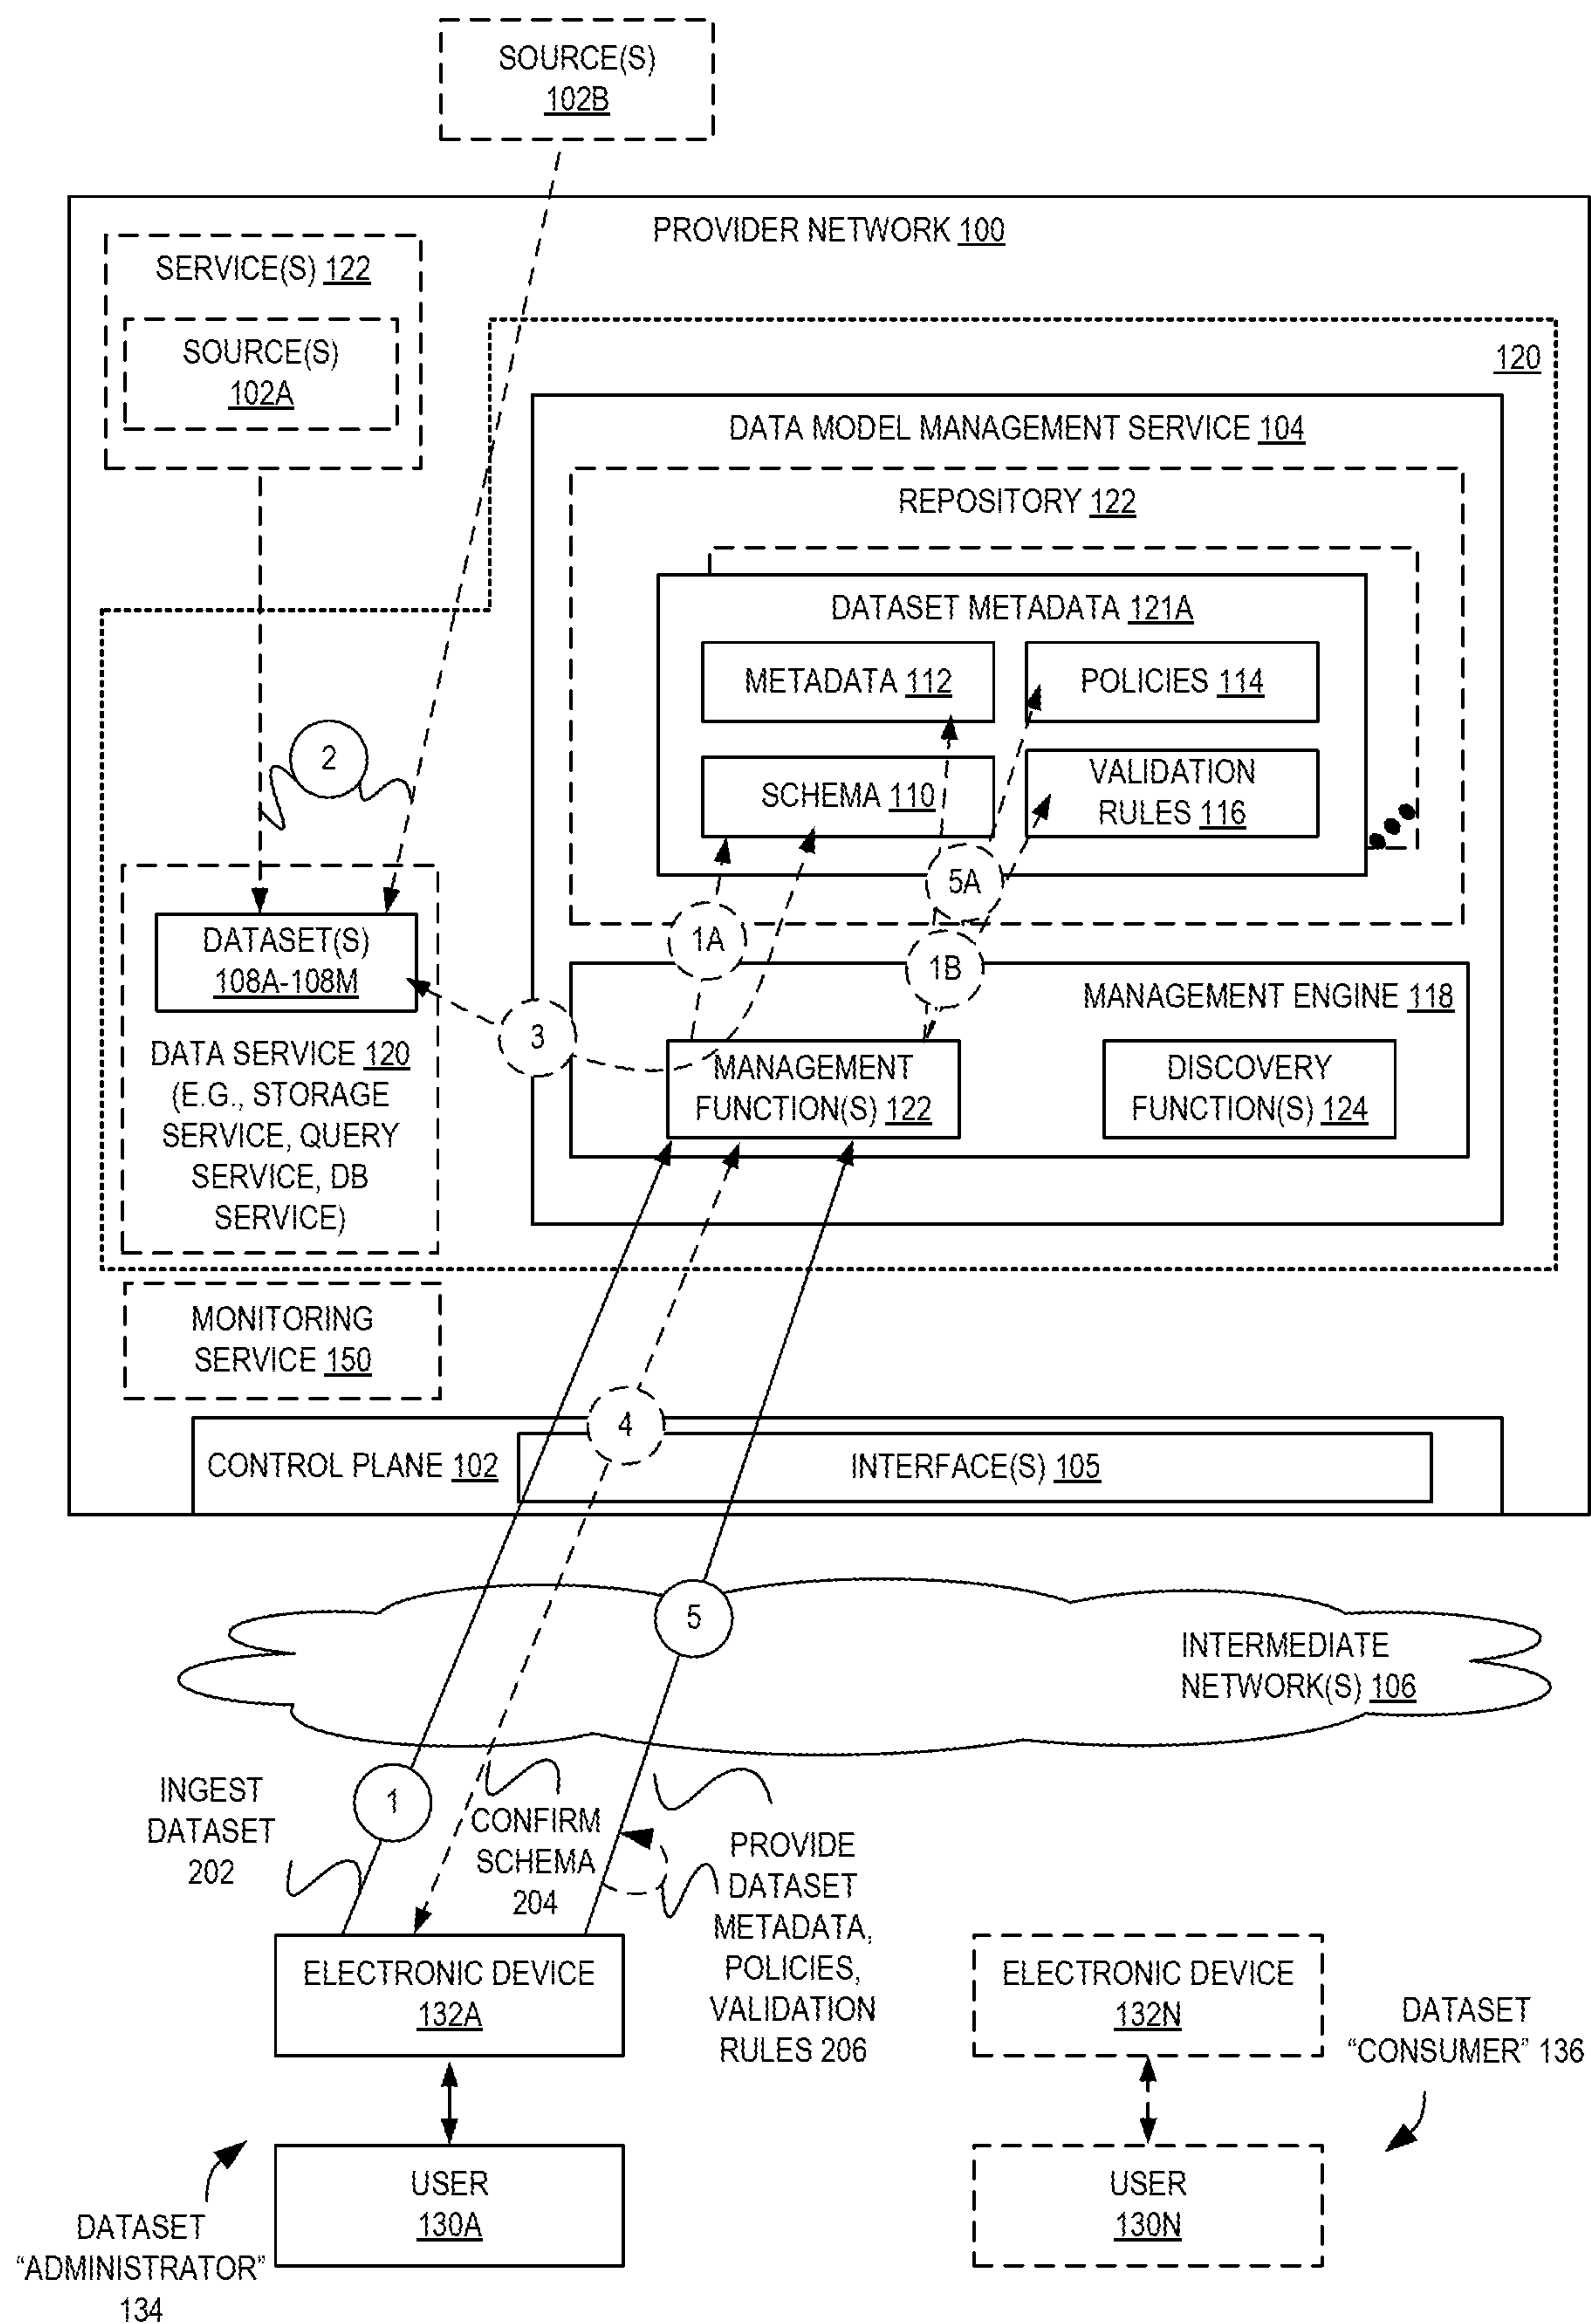 SOURCE(S)
102B
PROVIDER NETWORK 100
SERVICE(S) 122
SOURCE(S)
102A
120
DATA MODEL MANAGEMENT SERVICE 104
REPOSITORY 122
DATASET METADATA 121A
METADATA 112
POLICIES 114
SCHEMA 110
VALIDATION
RULES 116
2
5A
1A
1B
DATASET(S)
108A-108M
3
MANAGEMENT ENGINE 118
DATA SERVICE 120
(E.G., STORAGE
SERVICE, QUERY
SERVICE, DB
SERVICE)
MANAGEMENT
FUNCTION(S) 122
DISCOVERY
FUNCTION(S) 124
MONITORING
SERVICE 150
4
CONTROL PLANE 102
INTERFACE(S) 105
5
INTERMEDIATE
NETWORK(S) 106
INGEST
DATASET
202
1
CONFIRM
SCHEMA
204
PROVIDE
DATASET
METADATA,
POLICIES,
VALIDATION
RULES 206
ELECTRONIC DEVICE
132A
ELECTRONIC DEVICE
132N
DATASET
“CONSUMER” 136
USER
130A
USER
130N
DATASET
“ADMINISTRATOR”
134